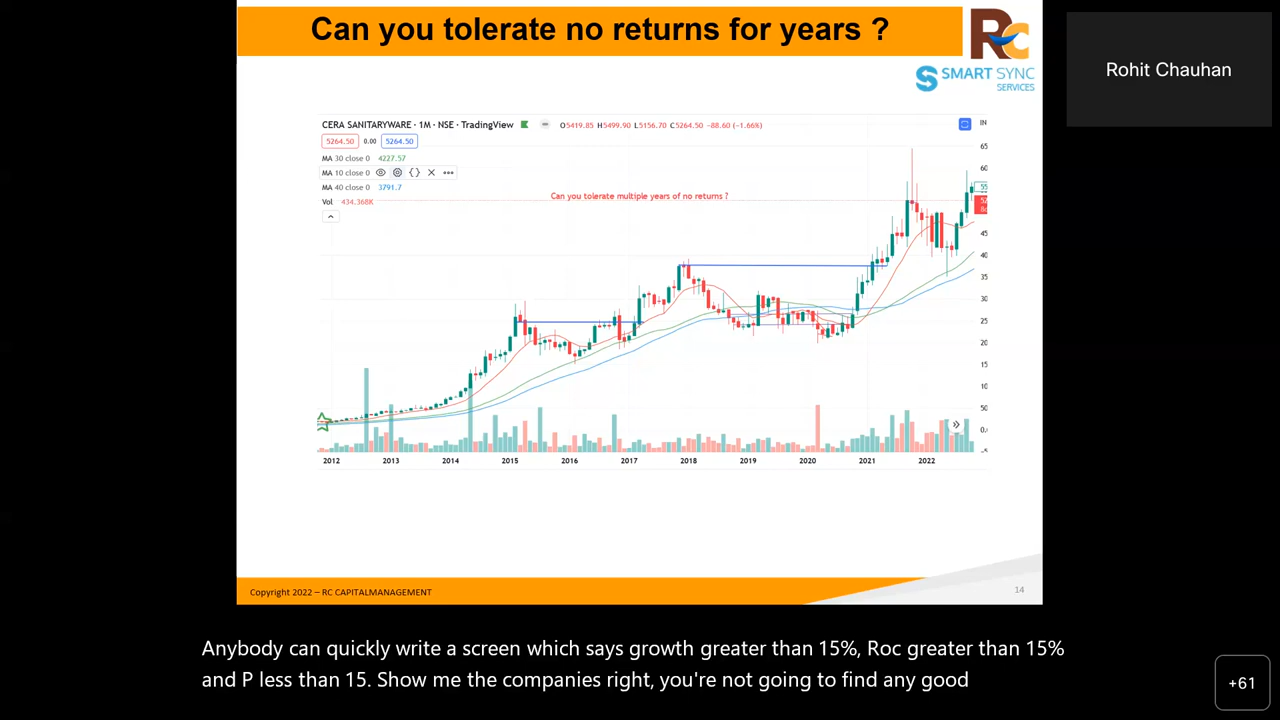 Can you tolerate no returns for years ?
Rc
SMART SYNC
SERVICES
Rohit Chauhan
CERA SANITARYWARE · 1M · NSE · TradingView
O5419.85 H5499.90 L5156.70 C5264.50 −88.60 (−1.66%)
IN
5264.50 0.00 5264.50
MA 30 close 0 4227.57
MA 10 close 0
MA 40 close 0 3791.7
Vol 434.368K
Can you tolerate multiple years of no returns ?
65
60
55
52
45
40
35
30
25
20
15
10
50
0.
2012 2013 2014 2015 2016 2017 2018 2019 2020 2021 2022
Copyright 2022 – RC CAPITALMANAGEMENT
14
Anybody can quickly write a screen which says growth greater than 15%, Roc greater than 15%
and P less than 15. Show me the companies right, you're not going to find any good
+61